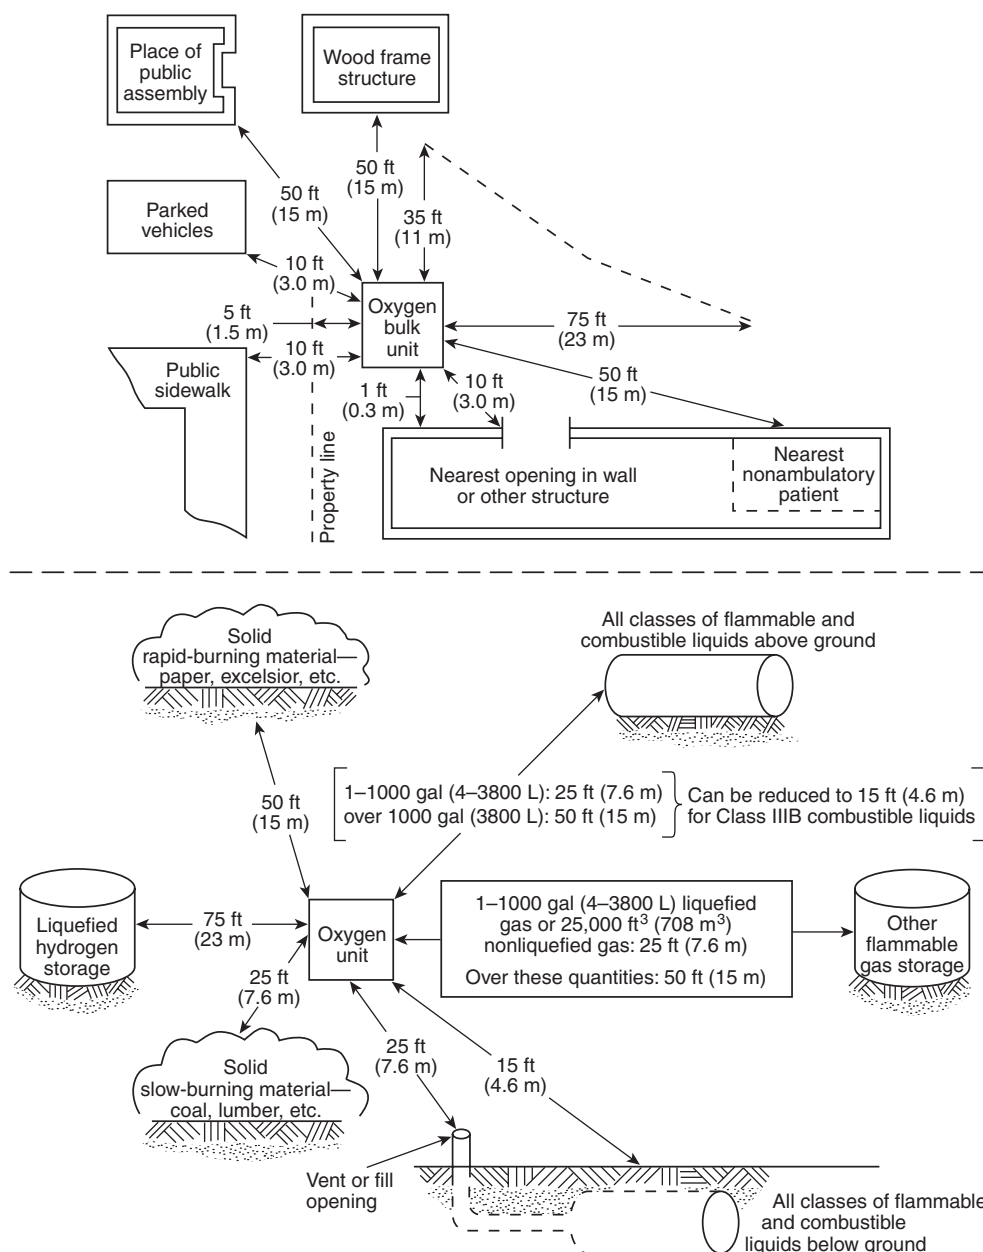 Place of
public
assembly
Wood frame
structure
50 ft
(15 m)
50 ft
(15 m)
35 ft
(11 m)
Parked
vehicles
10 ft
(3.0 m)
Oxygen
bulk
unit
5 ft
(1.5 m)
75 ft
(23 m)
10 ft
(3.0 m)
Public
sidewalk
1 ft
(0.3 m)
10 ft
(3.0 m)
50 ft
(15 m)
Property line
Nearest opening in wall
or other structure
Nearest
nonambulatory
patient
Solid
rapid-burning material—
paper, excelsior, etc.
All classes of flammable and
combustible liquids above ground
50 ft
(15 m)
1–1000 gal (4–3800 L): 25 ft (7.6 m)
over 1000 gal (3800 L): 50 ft (15 m)
Can be reduced to 15 ft (4.6 m)
for Class IIIB combustible liquids
Liquefied
hydrogen
storage
75 ft
(23 m)
Oxygen
unit
1–1000 gal (4–3800 L) liquefied
gas or 25,000 ft³ (708 m³)
nonliquefied gas: 25 ft (7.6 m)
Over these quantities: 50 ft (15 m)
Other
flammable
gas storage
25 ft
(7.6 m)
Solid
slow-burning material—
coal, lumber, etc.
25 ft
(7.6 m)
15 ft
(4.6 m)
Vent or fill
opening
All classes of flammable
and combustible
liquids below ground